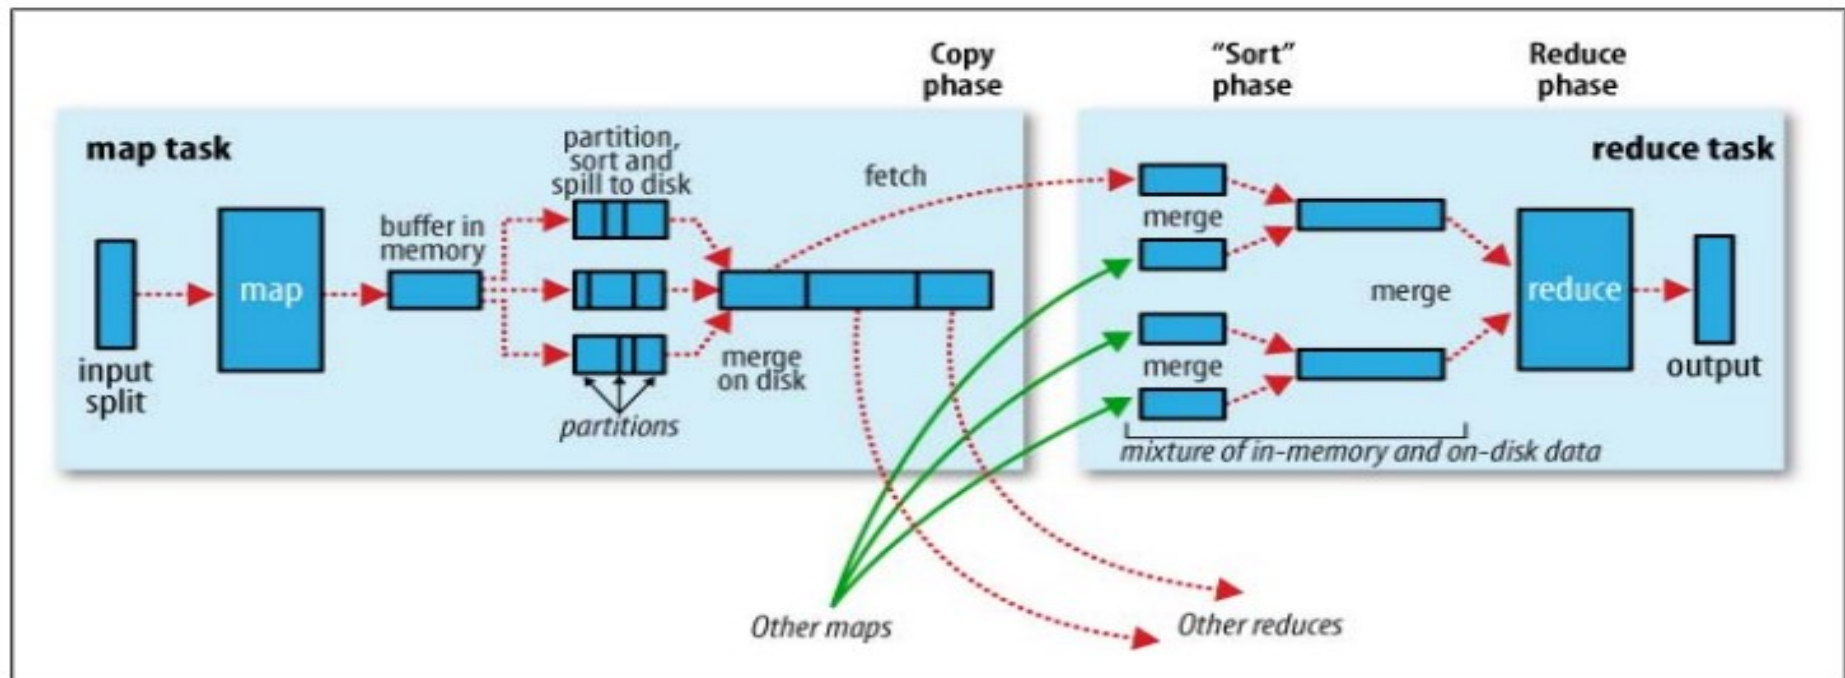 Copy
phase
“Sort”
phase
Reduce
phase
map task
partition,
sort and
spill to disk
fetch
reduce task
buffer in
memory
map
input
split
merge
on disk
partitions
merge
merge
merge
reduce
output
mixture of in-memory and on-disk data
Other maps
Other reduces